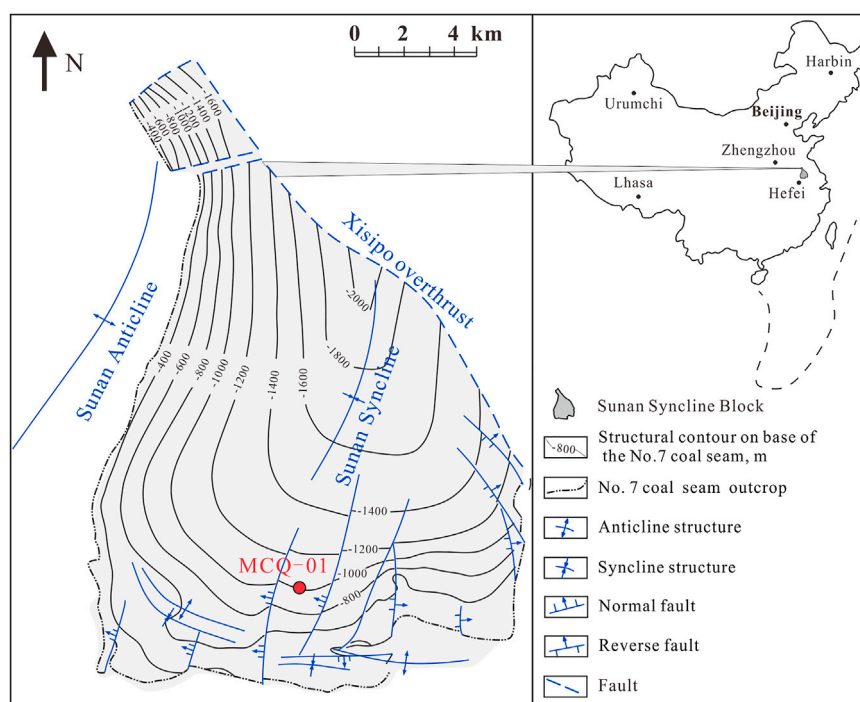 N
0 2 4 km
-1600
-1400
-1200
-1000
-800
-600
-400
Xisipo overthrust
Sunan Anticline
Sunan Syncline
-2000
-1800
-1600
-1400
-1200
-1000
-800
-600
-400
-1400
-1200
-1000
-800
MCQ-01
Harbin
Urumchi
Beijing
Zhengzhou
Lhasa
Hefei
Sunan Syncline Block
-800
Structural contour on base of
the No.7 coal seam, m
No. 7 coal seam outcrop
Anticline structure
Syncline structure
Normal fault
Reverse fault
Fault